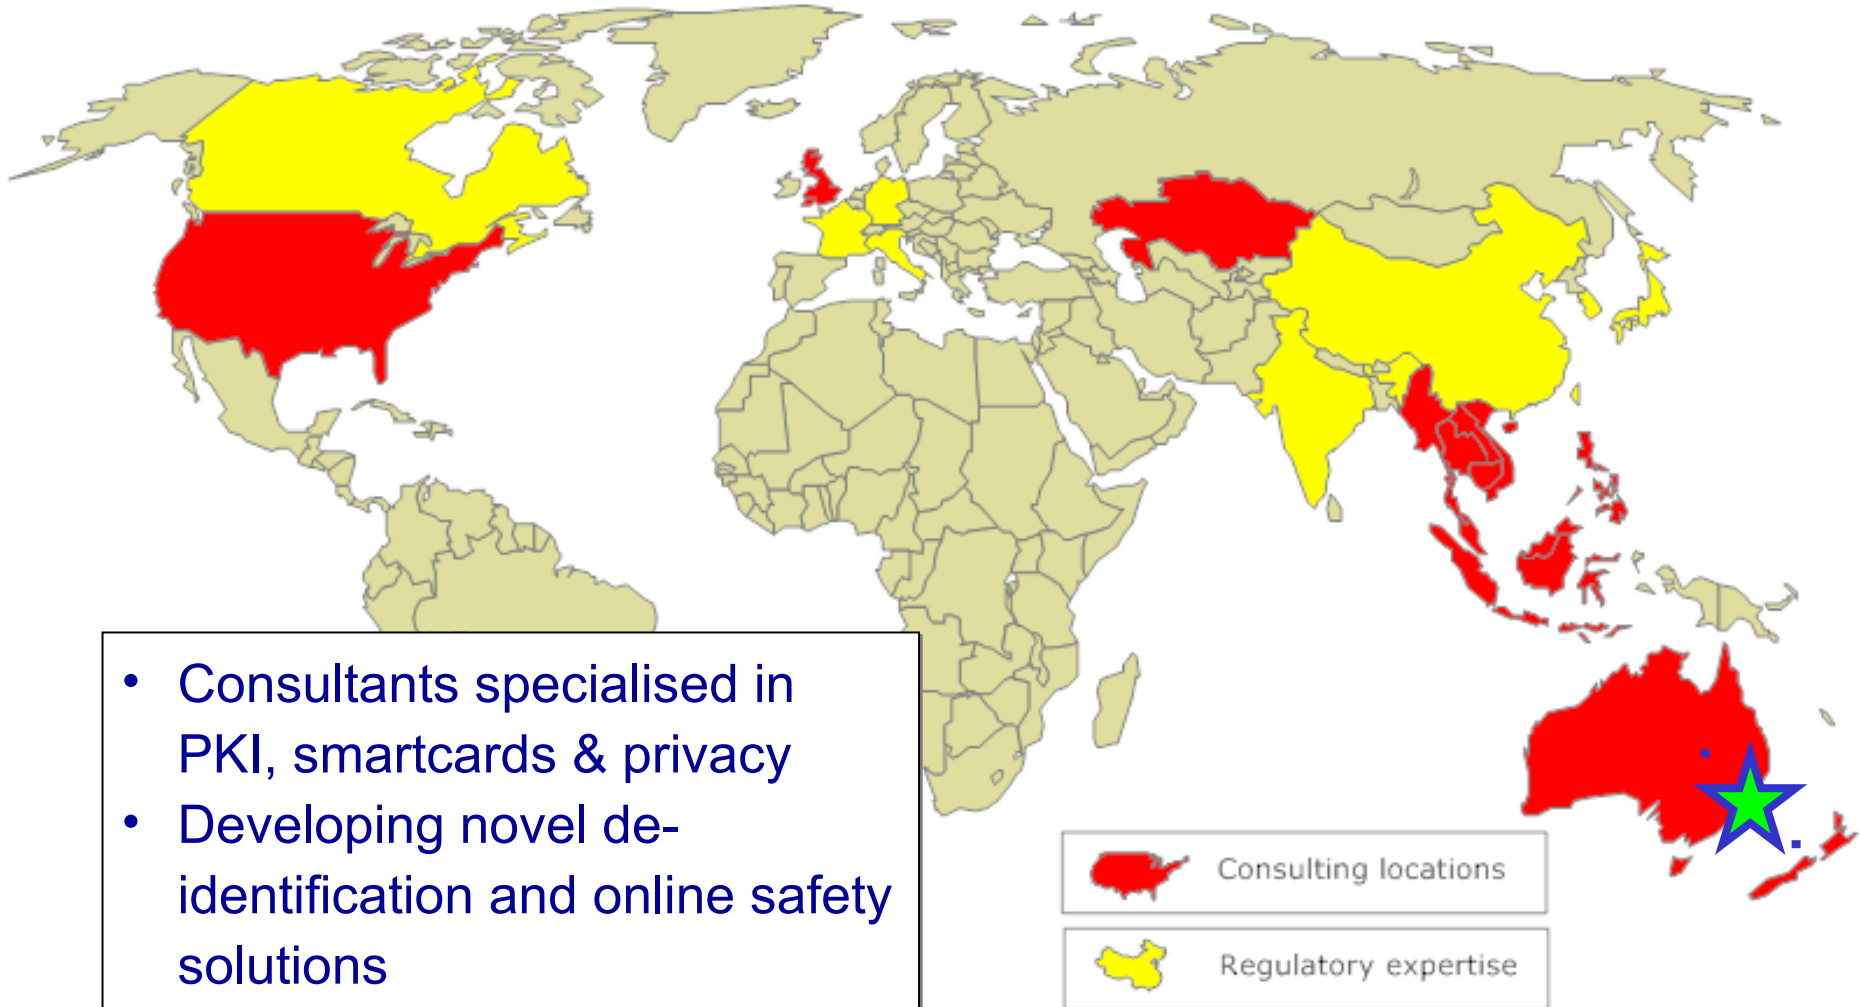 • Consultants specialised in
PKI, smartcards & privacy
• Developing novel de-
identification and online safety
solutions
Consulting locations
Regulatory expertise